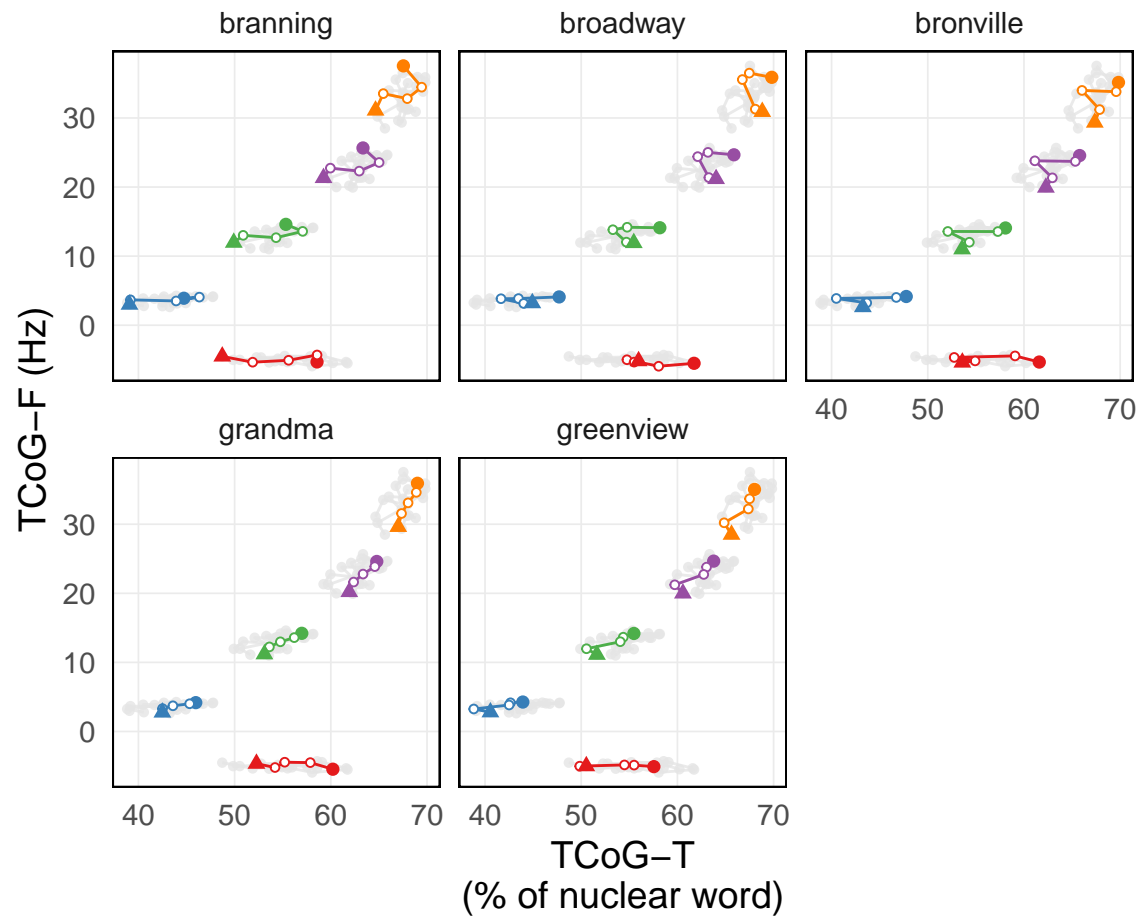 branning broadway bronville
30
20
10
0
40 50 60 70
grandma greenview
30
20
10
0
40 50 60 70 40 50 60 70
TCoG−F (Hz)
TCoG−T
(% of nuclear word)